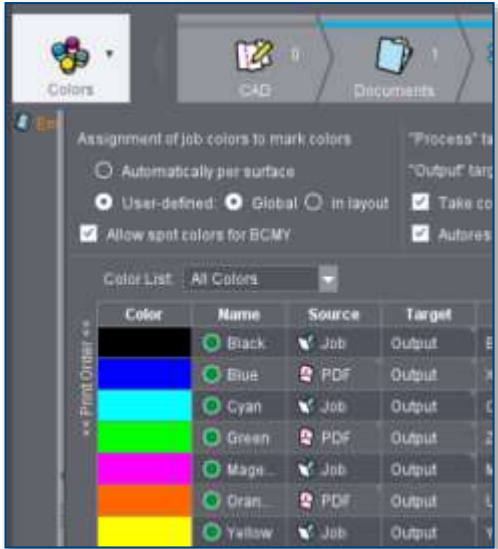 Colors
CAD 0
Documents 1
Assignment of job colors to mark colors
"Process" ta
Automatically per surface
"Output" targ
User-defined: Global in layout
Take co
Allow spot colors for BCMY
Autores
Color List: All Colors
<< Print Order <<
Color Name Source Target
Black Job Output
Blue PDF Output
Cyan Job Output
Green PDF Output
Mage... Job Output
Oran... PDF Output
Yellow Job Output